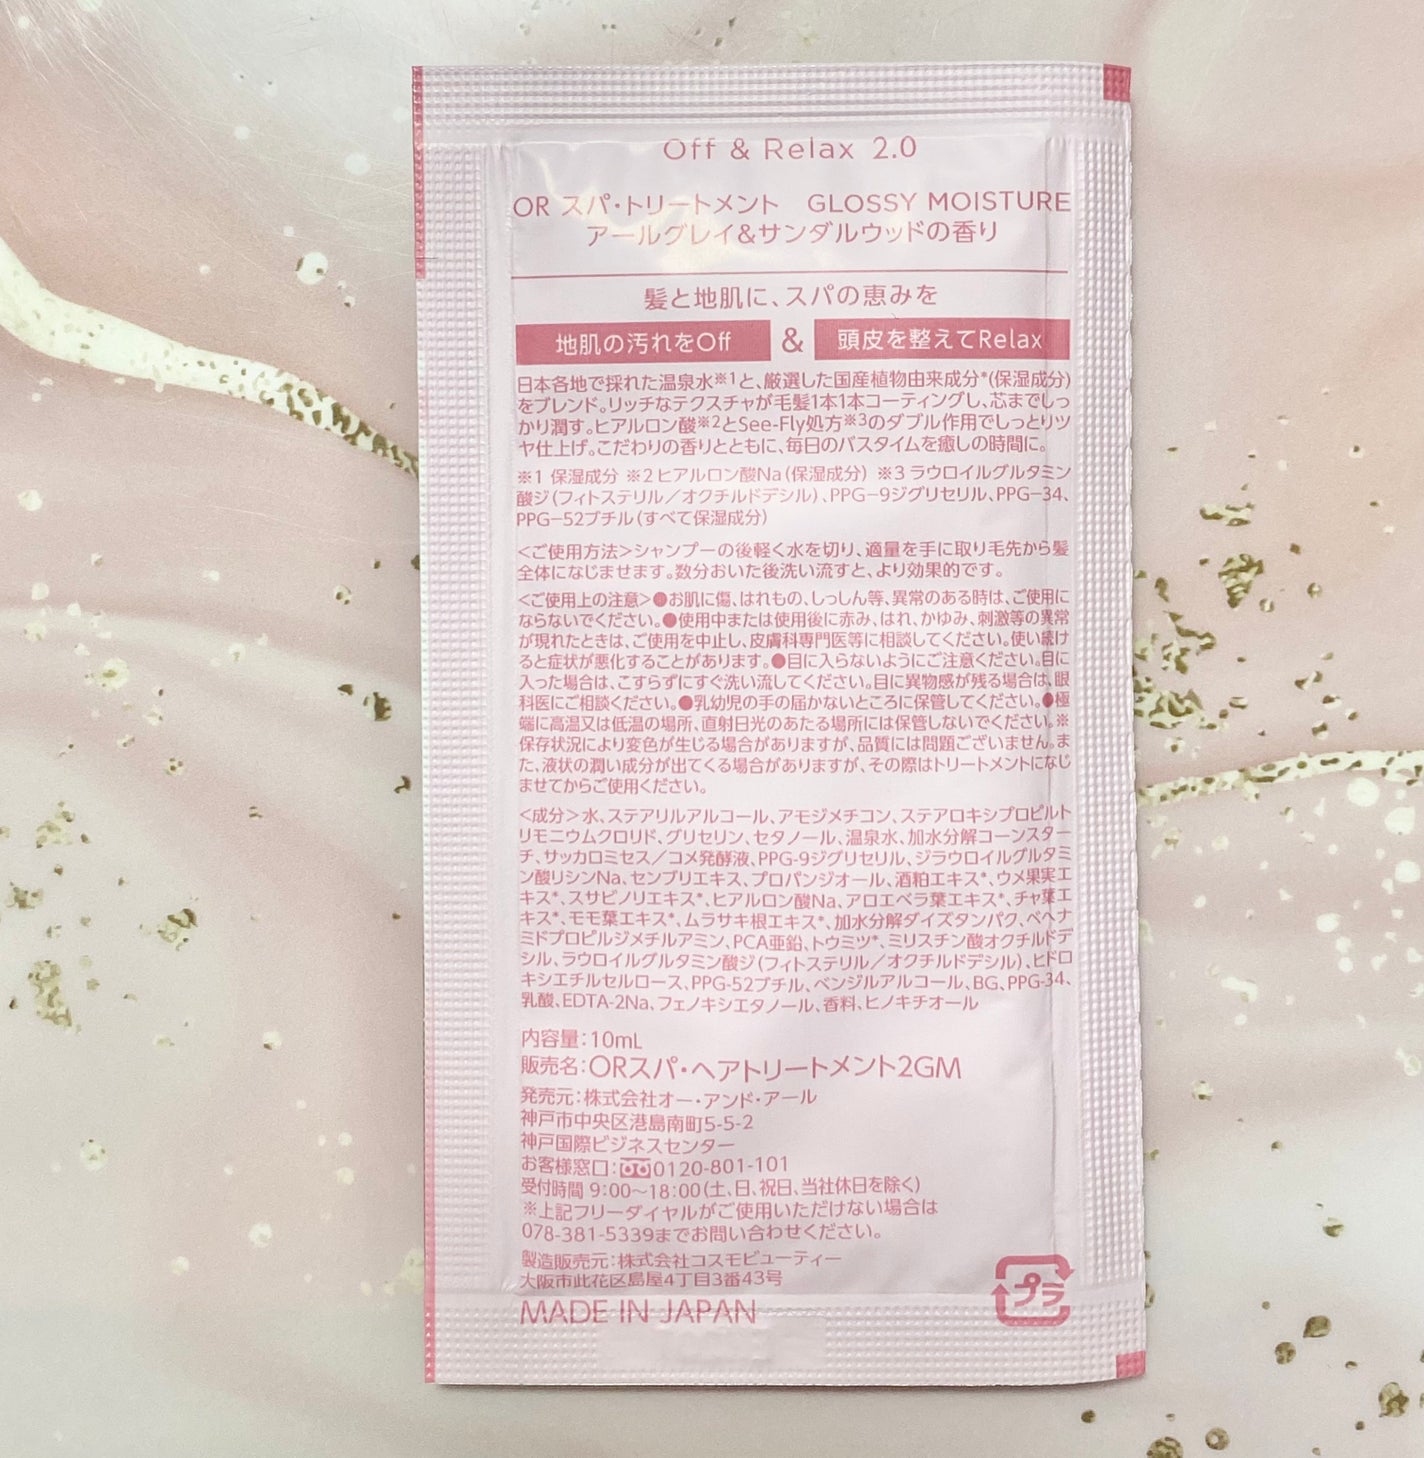 Off & Relax 2.0
OR スパ・トリートメント　GLOSSY MOISTURE
アールグレイ&サンダルウッドの香り
髪と地肌に、スパの恵みを
地肌の汚れをOff & 頭皮を整えてRelax
日本各地で採れた温泉水※1と、厳選した国産植物由来成分*(保湿成分)
をブレンド。リッチなテクスチャが毛髪1本1本コーティングし、芯までしっ
かり潤す。ヒアルロン酸※2とSee-Fly処方※3のダブル作用でしっとりツ
ヤ仕上げ。こだわりの香りとともに、毎日のバスタイムを癒しの時間に。
※1 保湿成分 ※2 ヒアルロン酸Na(保湿成分) ※3 ラウロイルグルタミン
酸ジ(フィトステリル／オクチルドデシル)、PPG−9ジグリセリル、PPG−34、
PPG−52ブチル(すべて保湿成分)
＜ご使用方法＞シャンプーの後軽く水を切り、適量を手に取り毛先から髪
全体になじませます。数分おいた後洗い流すと、より効果的です。
＜ご使用上の注意＞●お肌に傷、はれもの、しっしん等、異常のある時は、ご使用に
ならないでください。●使用中または使用後に赤み、はれ、かゆみ、刺激等の異常
が現れたときは、ご使用を中止し、皮膚科専門医等に相談してください。使い続け
ると症状が悪化することがあります。●目に入らないようにご注意ください。目に
入った場合は、こすらずにすぐ洗い流してください。目に異物感が残る場合は、眼
科医にご相談ください。●乳幼児の手の届かないところに保管してください。●極
端に高温又は低温の場所、直射日光のあたる場所には保管しないでください。※
保存状況により変色が生じる場合がありますが、品質には問題ございません。ま
た、液状の潤い成分が出てくる場合がありますが、その際はトリートメントになじ
ませてからご使用ください。
＜成分＞水、ステアリルアルコール、アモジメチコン、ステアロキシプロピルト
リモニウムクロリド、グリセリン、セタノール、温泉水、加水分解コーンスター
チ、サッカロミセス／コメ発酵液、PPG-9ジグリセリル、ジラウロイルグルタミ
ン酸リシンNa、センブリエキス、プロパンジオール、酒粕エキス*、ウメ果実エ
キス*、スサビノリエキス*、ヒアルロン酸Na、アロエベラ葉エキス*、チャ葉エ
キス*、モモ葉エキス*、ムラサキ根エキス*、加水分解ダイズタンパク、ベヘナ
ミドプロピルジメチルアミン、PCA亜鉛、トウミツ*、ミリスチン酸オクチルドデ
シル、ラウロイルグルタミン酸ジ(フィトステリル／オクチルドデシル)、ヒドロ
キシエチルセルロース、PPG-52ブチル、ベンジルアルコール、BG、PPG-34、
乳酸、EDTA-2Na、フェノキシエタノール、香料、ヒノキチオール
内容量：10mL
販売名：ORスパ・ヘアトリートメント2GM
発売元：株式会社オー・アンド・アール
神戸市中央区港島南町5-5-2
神戸国際ビジネスセンター
お客様窓口：0120-801-101
受付時間 9：00〜18：00(土、日、祝日、当社休日を除く)
※上記フリーダイヤルがご使用いただけない場合は
078-381-5339までお問い合わせください。
製造販売元：株式会社コスモビューティー
大阪市此花区島屋4丁目3番43号
MADE IN JAPAN
プラ